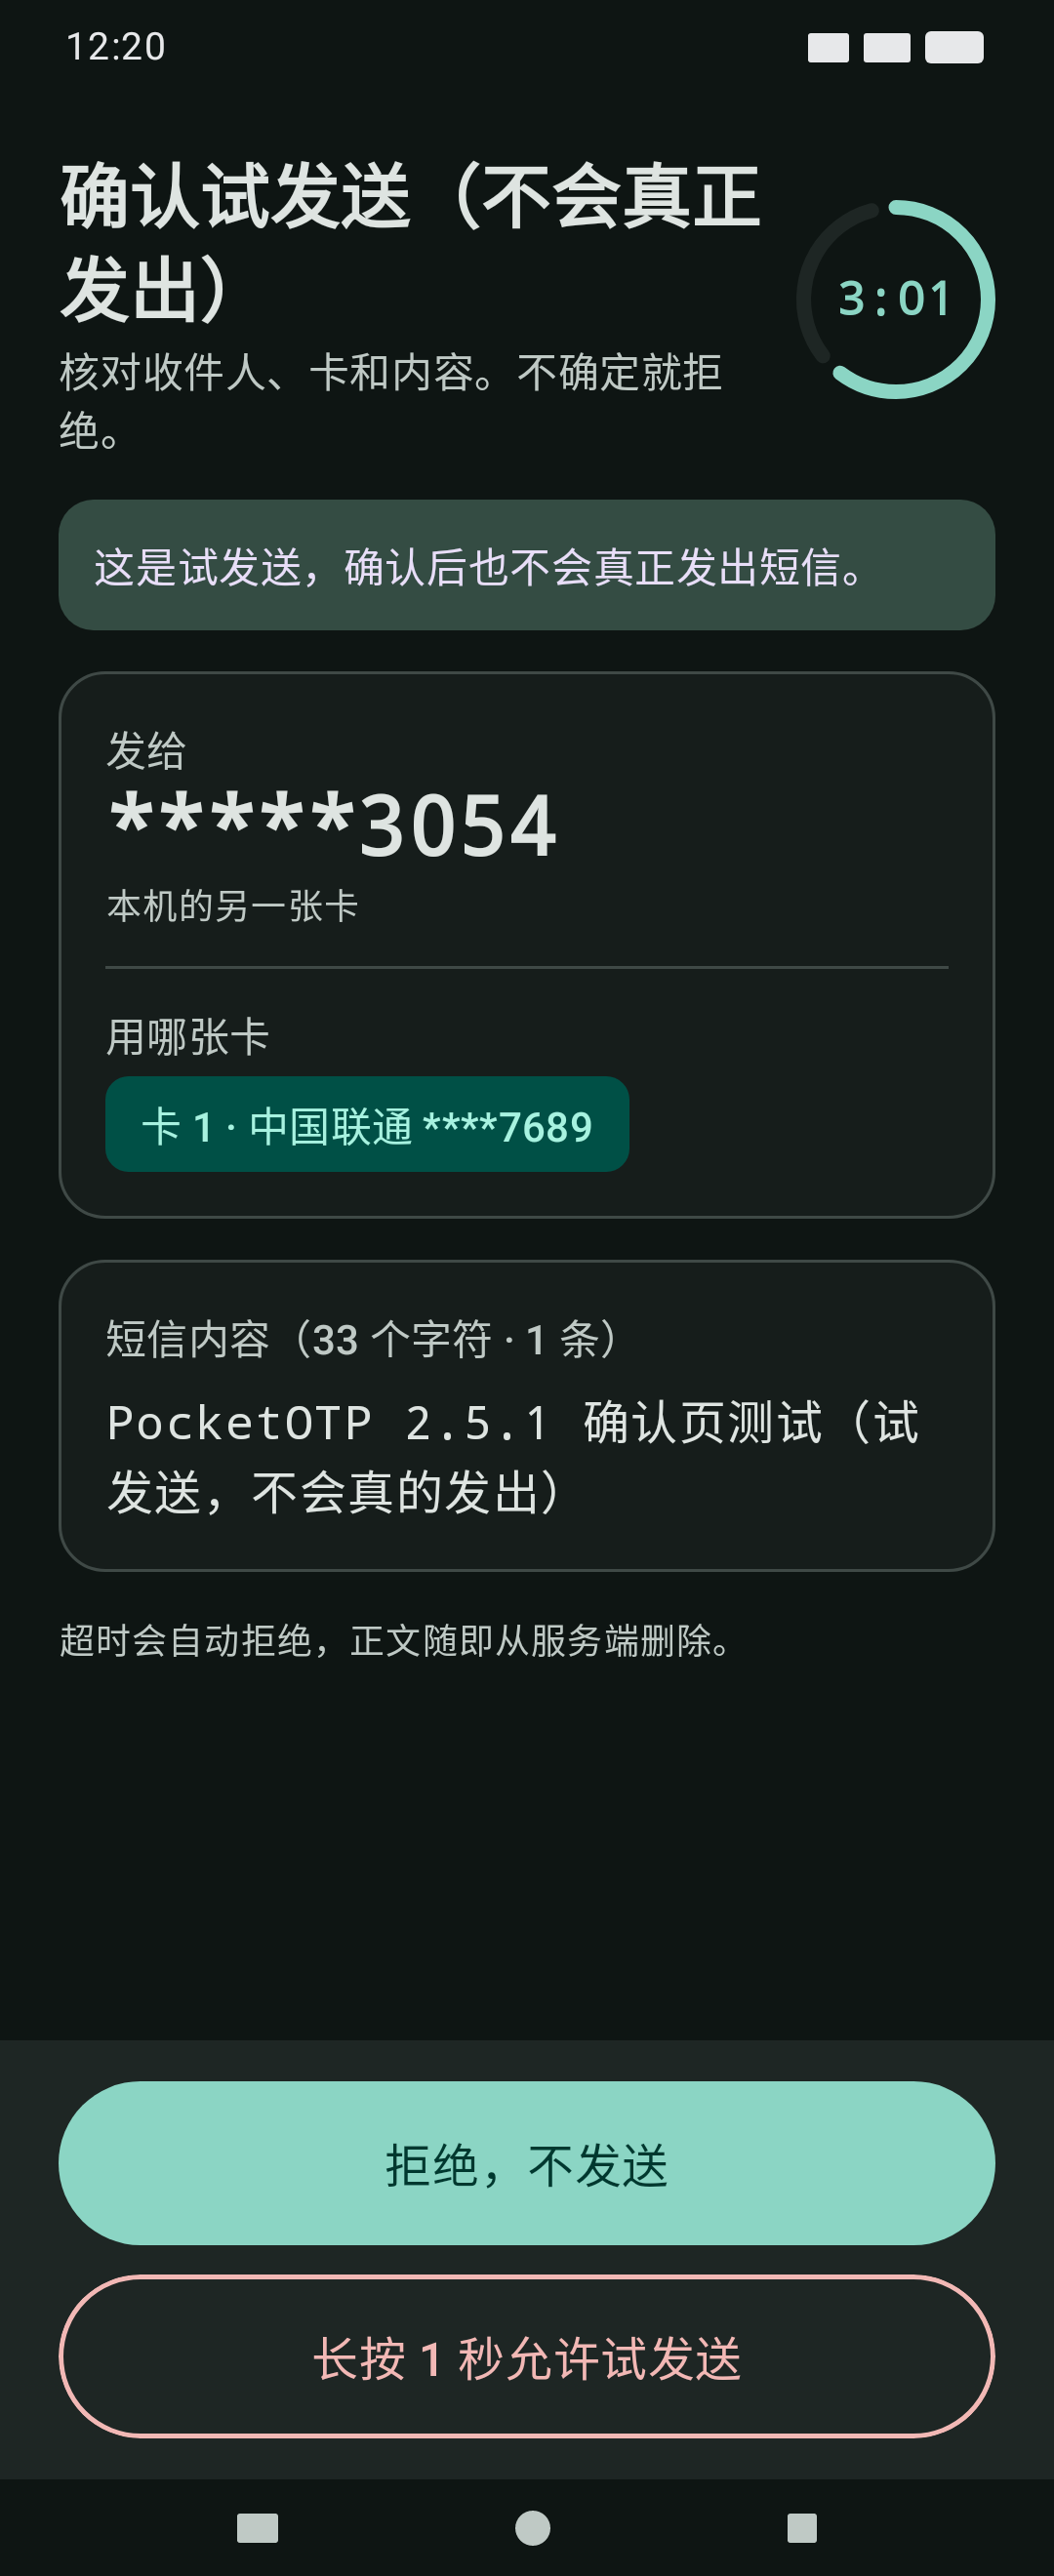 12:20
确认试发送（不会真正
发出）
3:01
核对收件人、卡和内容。不确定就拒
绝。
这是试发送，确认后也不会真正发出短信。
发给
*****3054
本机的另一张卡
用哪张卡
卡 1 · 中国联通 ****7689
短信内容（33 个字符 · 1 条）
PocketOTP 2.5.1 确认页测试（试
发送，不会真的发出）
超时会自动拒绝，正文随即从服务端删除。
拒绝，不发送
长按 1 秒允许试发送